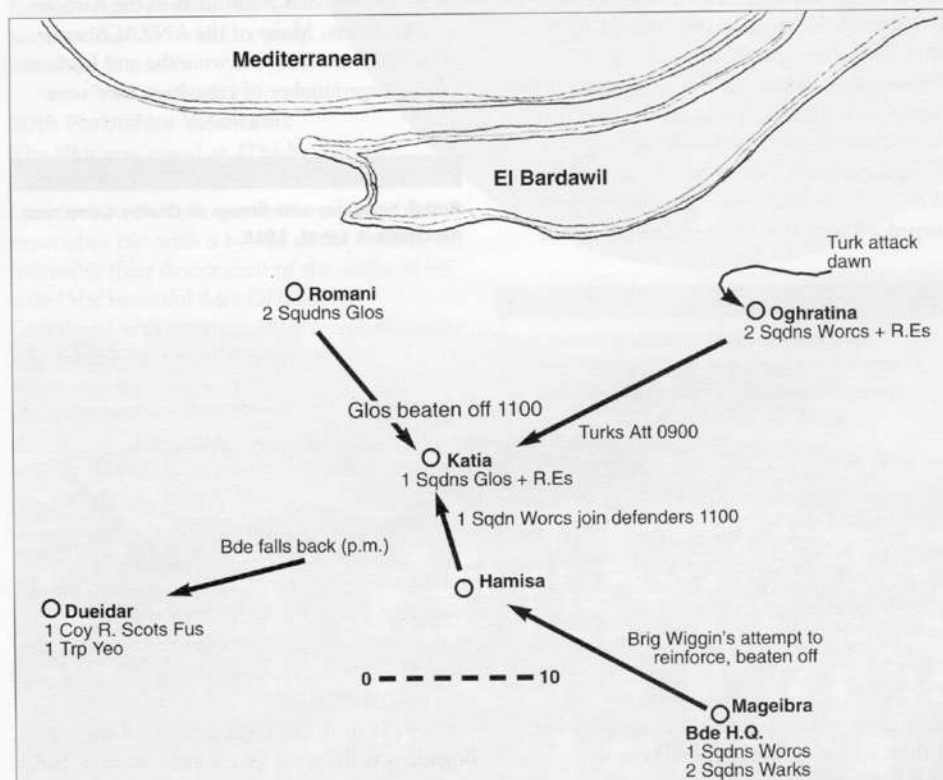 Mediterranean
El Bardawil
Turk attack
dawn
Romani
2 Squdns Glos
Oghratina
2 Sqdns Worcs + R.Es
Glos beaten off 1100
Turks Att 0900
Katia
1 Sqdns Glos + R.Es
1 Sqdn Worcs join defenders 1100
Bde falls back (p.m.)
Hamisa
Dueidar
1 Coy R. Scots Fus
1 Trp Yeo
Brig Wiggin's attempt to
reinforce, beaten off
0 10
Mageibra
Bde H.Q.
1 Sqdns Worcs
2 Sqdns Warks